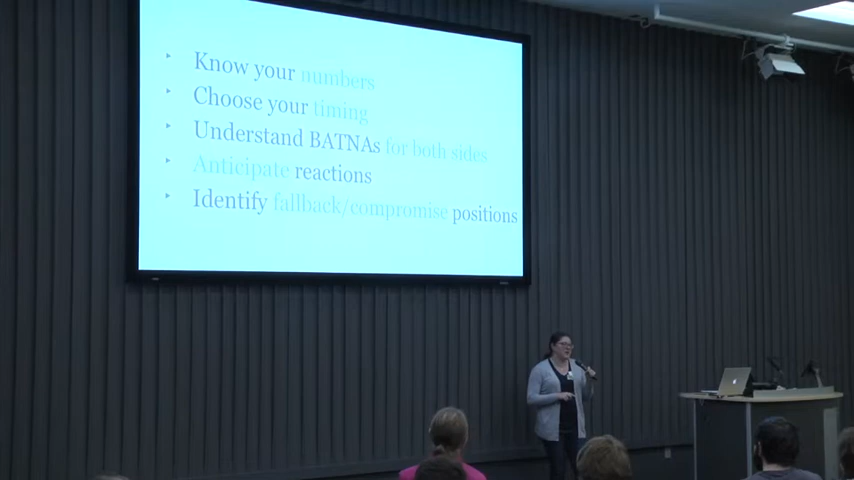 Know your numbers
Choose your timing
Understand BATNAs for both sides
Anticipate reactions
Identify fallback/compromise positions